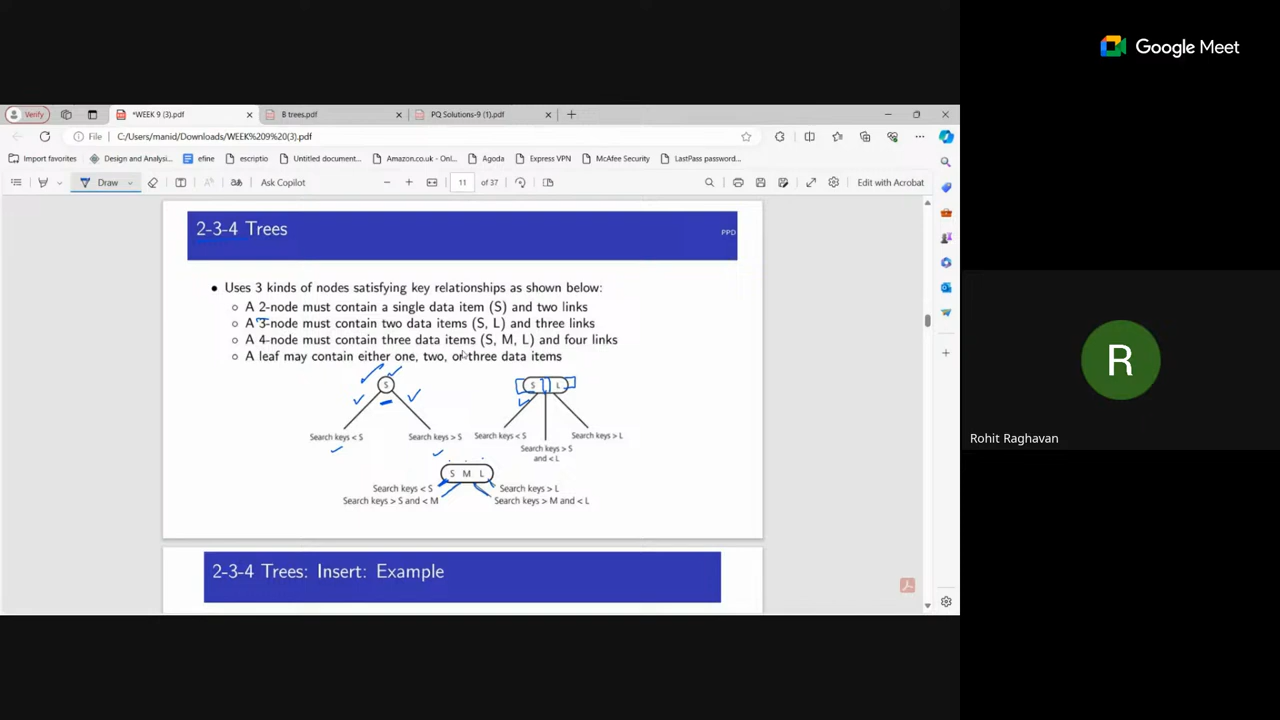 Google Meet
Verify
*WEEK 9 (3).pdf
B trees.pdf
PQ Solutions-9 (1).pdf
File
C:/Users/manid/Downloads/WEEK%209%20(3).pdf
Import favorites
Design and Analysi...
efine
escriptio
Untitled document...
Amazon.co.uk - Onl...
Agoda
Express VPN
McAfee Security
LastPass password...
Draw
Ask Copilot
11
of 37
Edit with Acrobat
2-3-4 Trees
PPD
• Uses 3 kinds of nodes satisfying key relationships as shown below:
A 2-node must contain a single data item (S) and two links
A 3-node must contain two data items (S, L) and three links
A 4-node must contain three data items (S, M, L) and four links
A leaf may contain either one, two, or three data items
S
S L
Search keys < S
Search keys > S
Search keys < S
Search keys > S
and < L
Search keys > L
S M L
Search keys < S
Search keys > L
Search keys > S and < M
Search keys > M and < L
2-3-4 Trees: Insert: Example
R
Rohit Raghavan